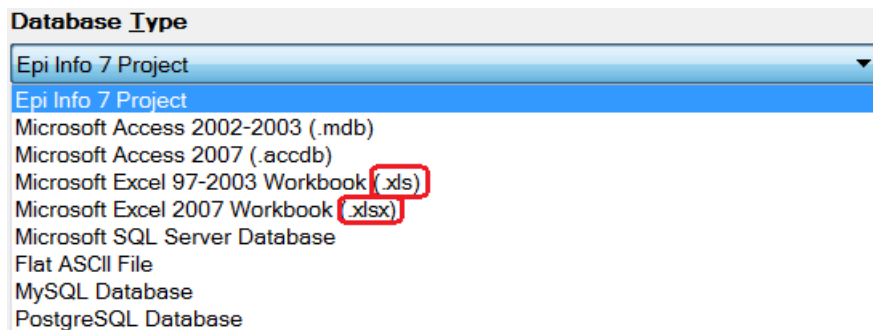 Database Type
Epi Info 7 Project
Epi Info 7 Project
Microsoft Access 2002-2003 (.mdb)
Microsoft Access 2007 (.accdb)
Microsoft Excel 97-2003 Workbook (.xls)
Microsoft Excel 2007 Workbook (.xlsx)
Microsoft SQL Server Database
Flat ASCII File
MySQL Database
PostgreSQL Database